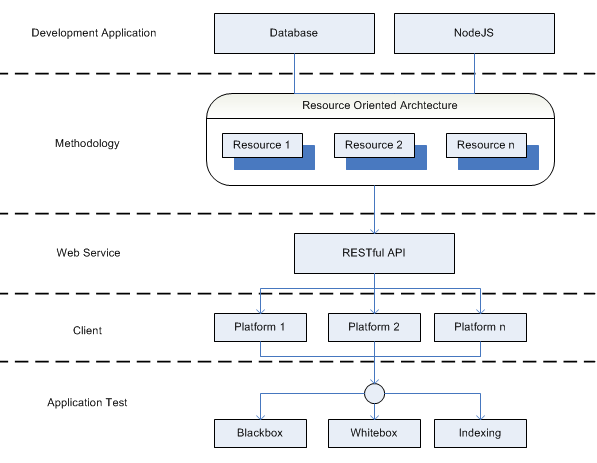 Development Application
Database
NodeJS
Resource Oriented Archtecture
Methodology
Resource 1
Resource 2
Resource n
Web Service
RESTful API
Client
Platform 1
Platform 2
Platform n
Application Test
Blackbox
Whitebox
Indexing